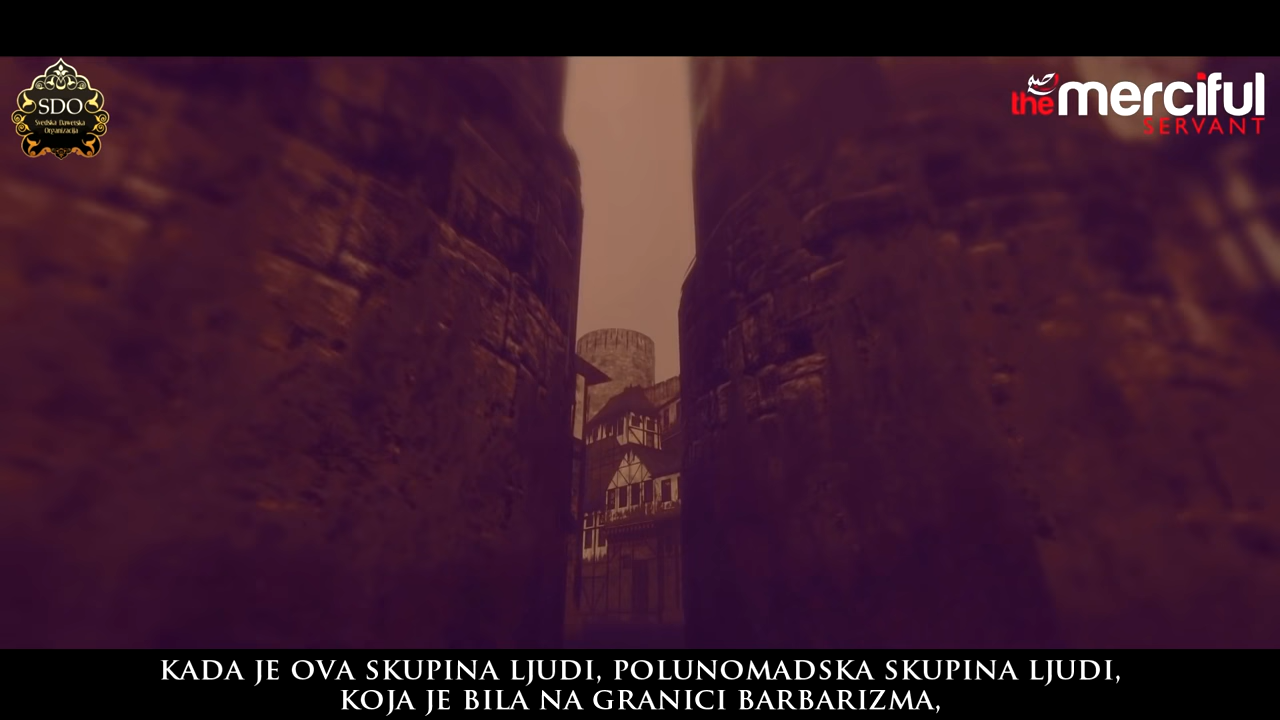 SDO
Svedska Dawetska
Organizacija
the merciful
SERVANT
KADA JE OVA SKUPINA LJUDI, POLUNOMADSKA SKUPINA LJUDI,
KOJA JE BILA NA GRANICI BARBARIZMA,